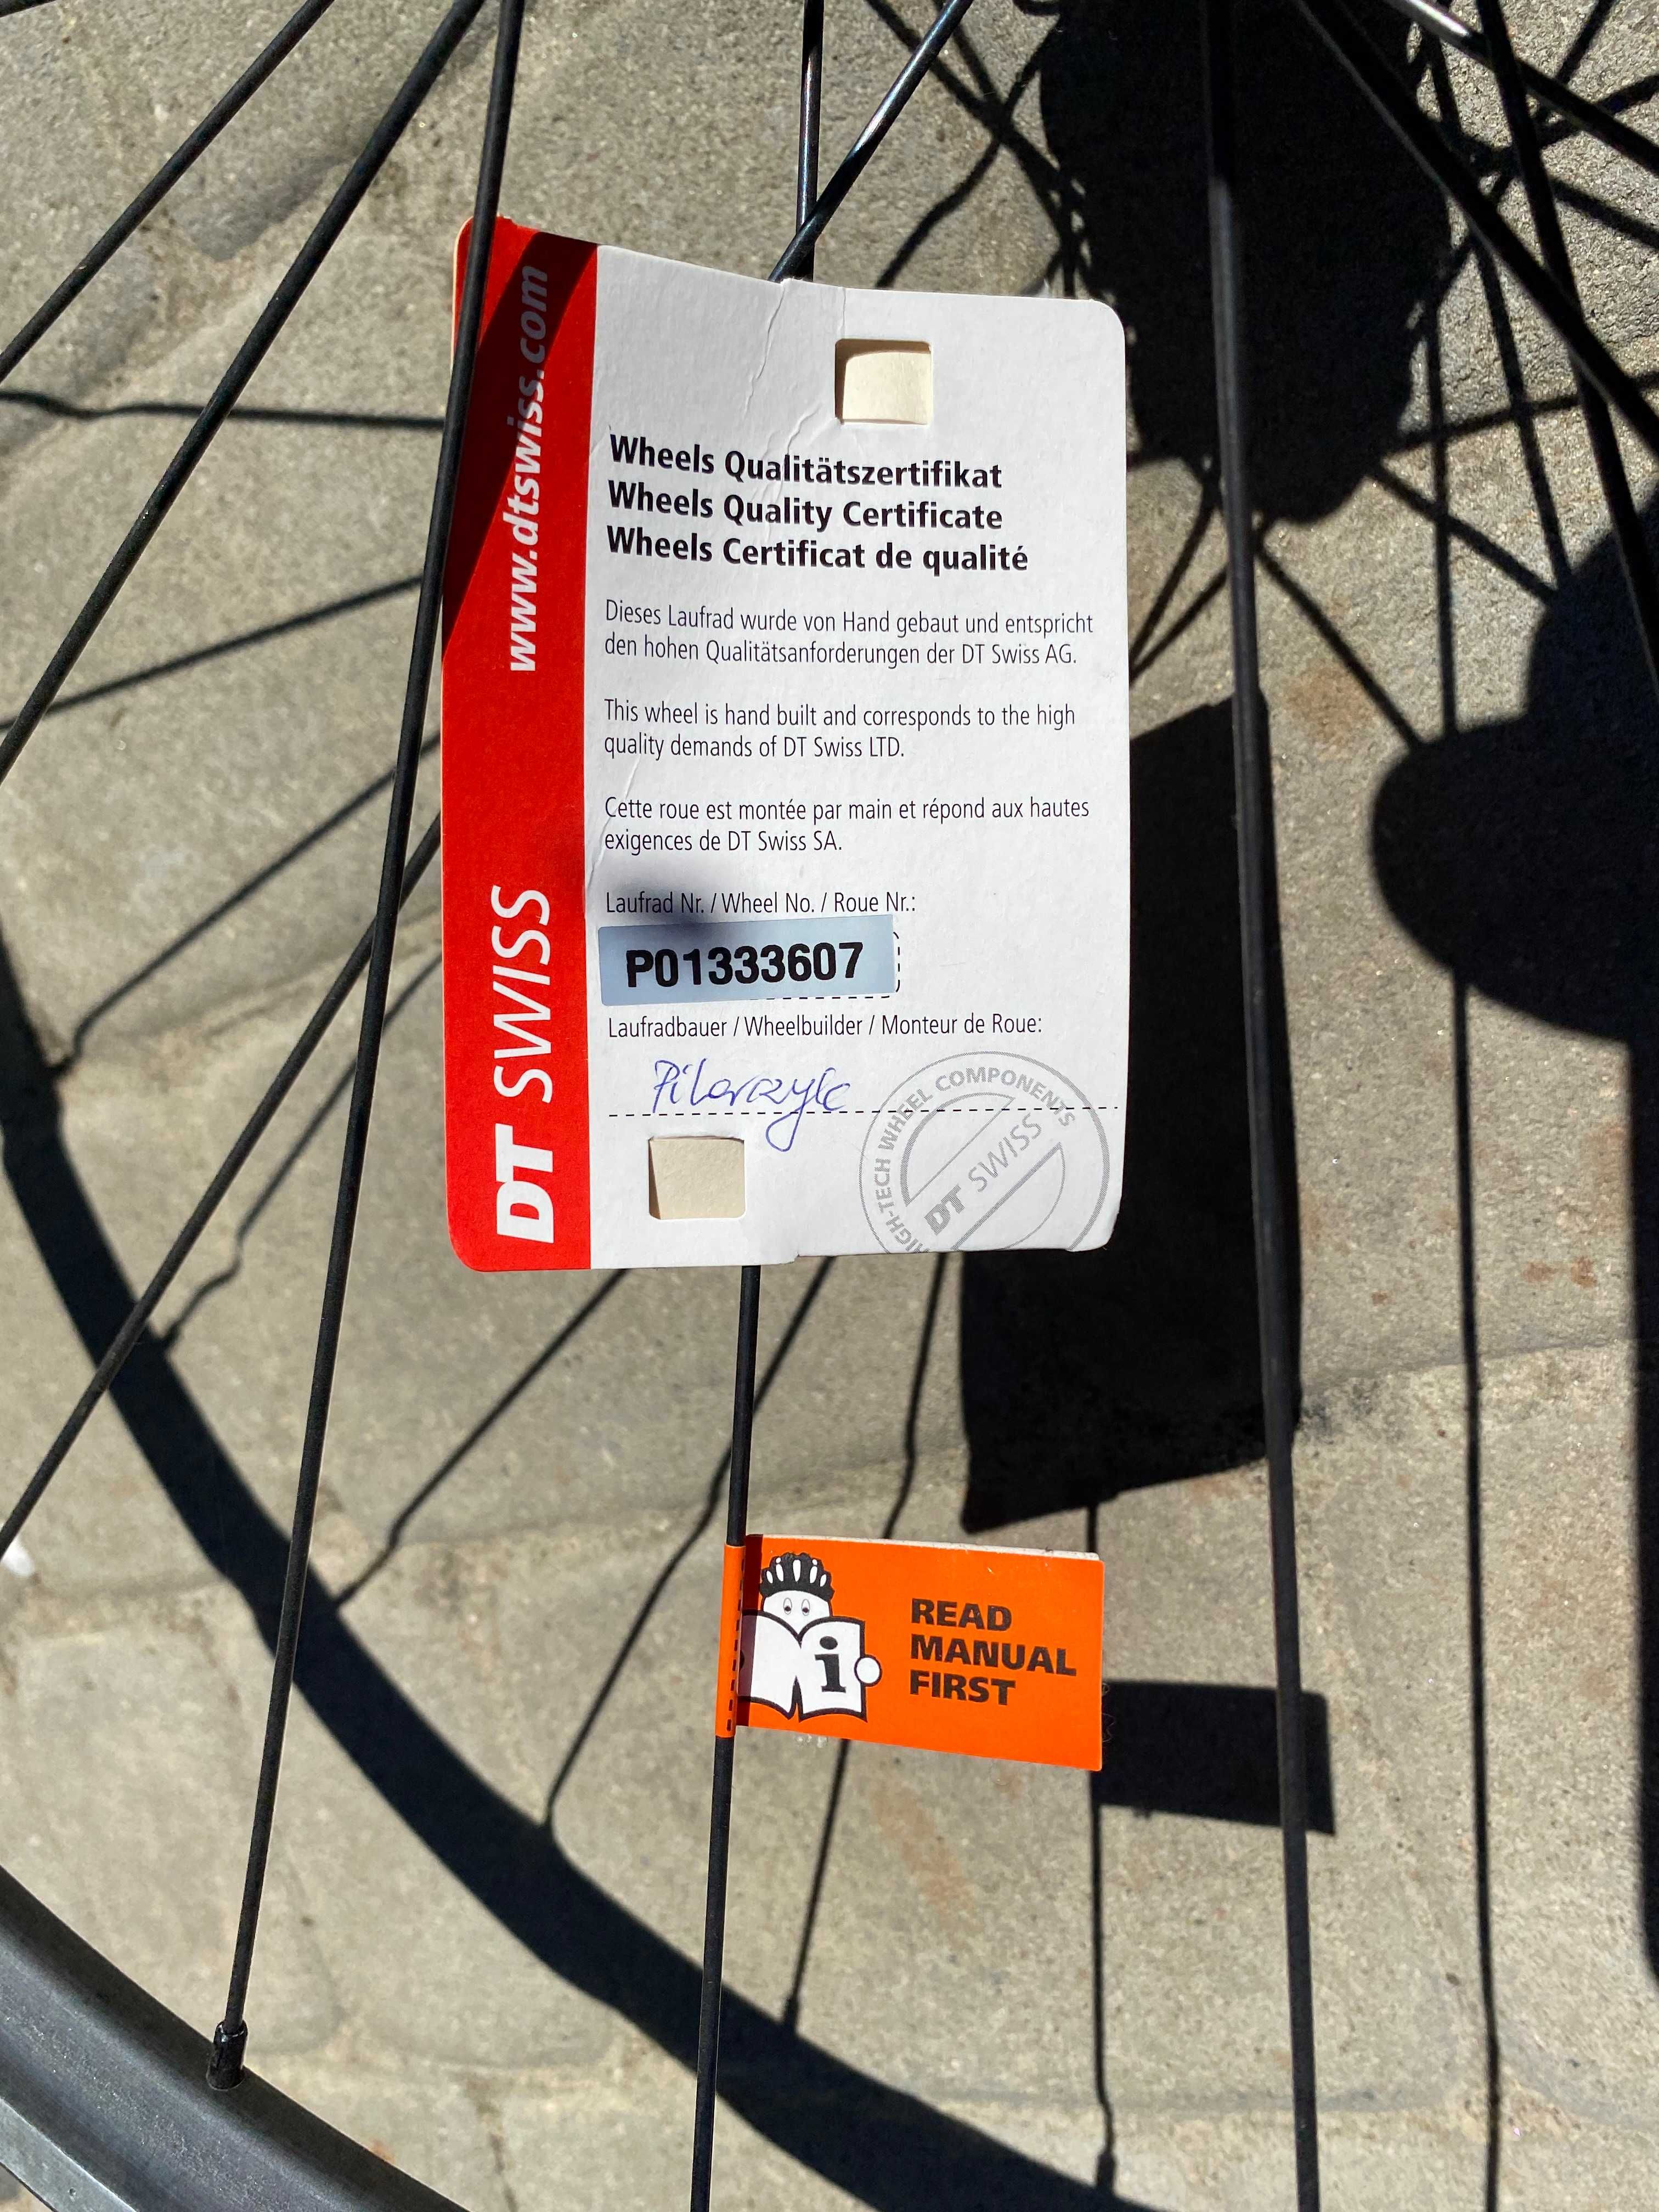 www.dtswiss.com
DT SWISS
Wheels Qualitätszertifikat
Wheels Quality Certificate
Wheels Certificat de qualité
Dieses Laufrad wurde von Hand gebaut und entspricht
den hohen Qualitätsanforderungen der DT Swiss AG.
This wheel is hand built and corresponds to the high
quality demands of DT Swiss LTD.
Cette roue est montée par main et répond aux hautes
exigences de DT Swiss SA.
Laufrad Nr. / Wheel No. / Roue Nr.:
P01333607
Laufradbauer / Wheelbuilder / Monteur de Roue:
HIGH-TECH WHEEL COMPONENTS
DT SWISS
i
READ
MANUAL
FIRST